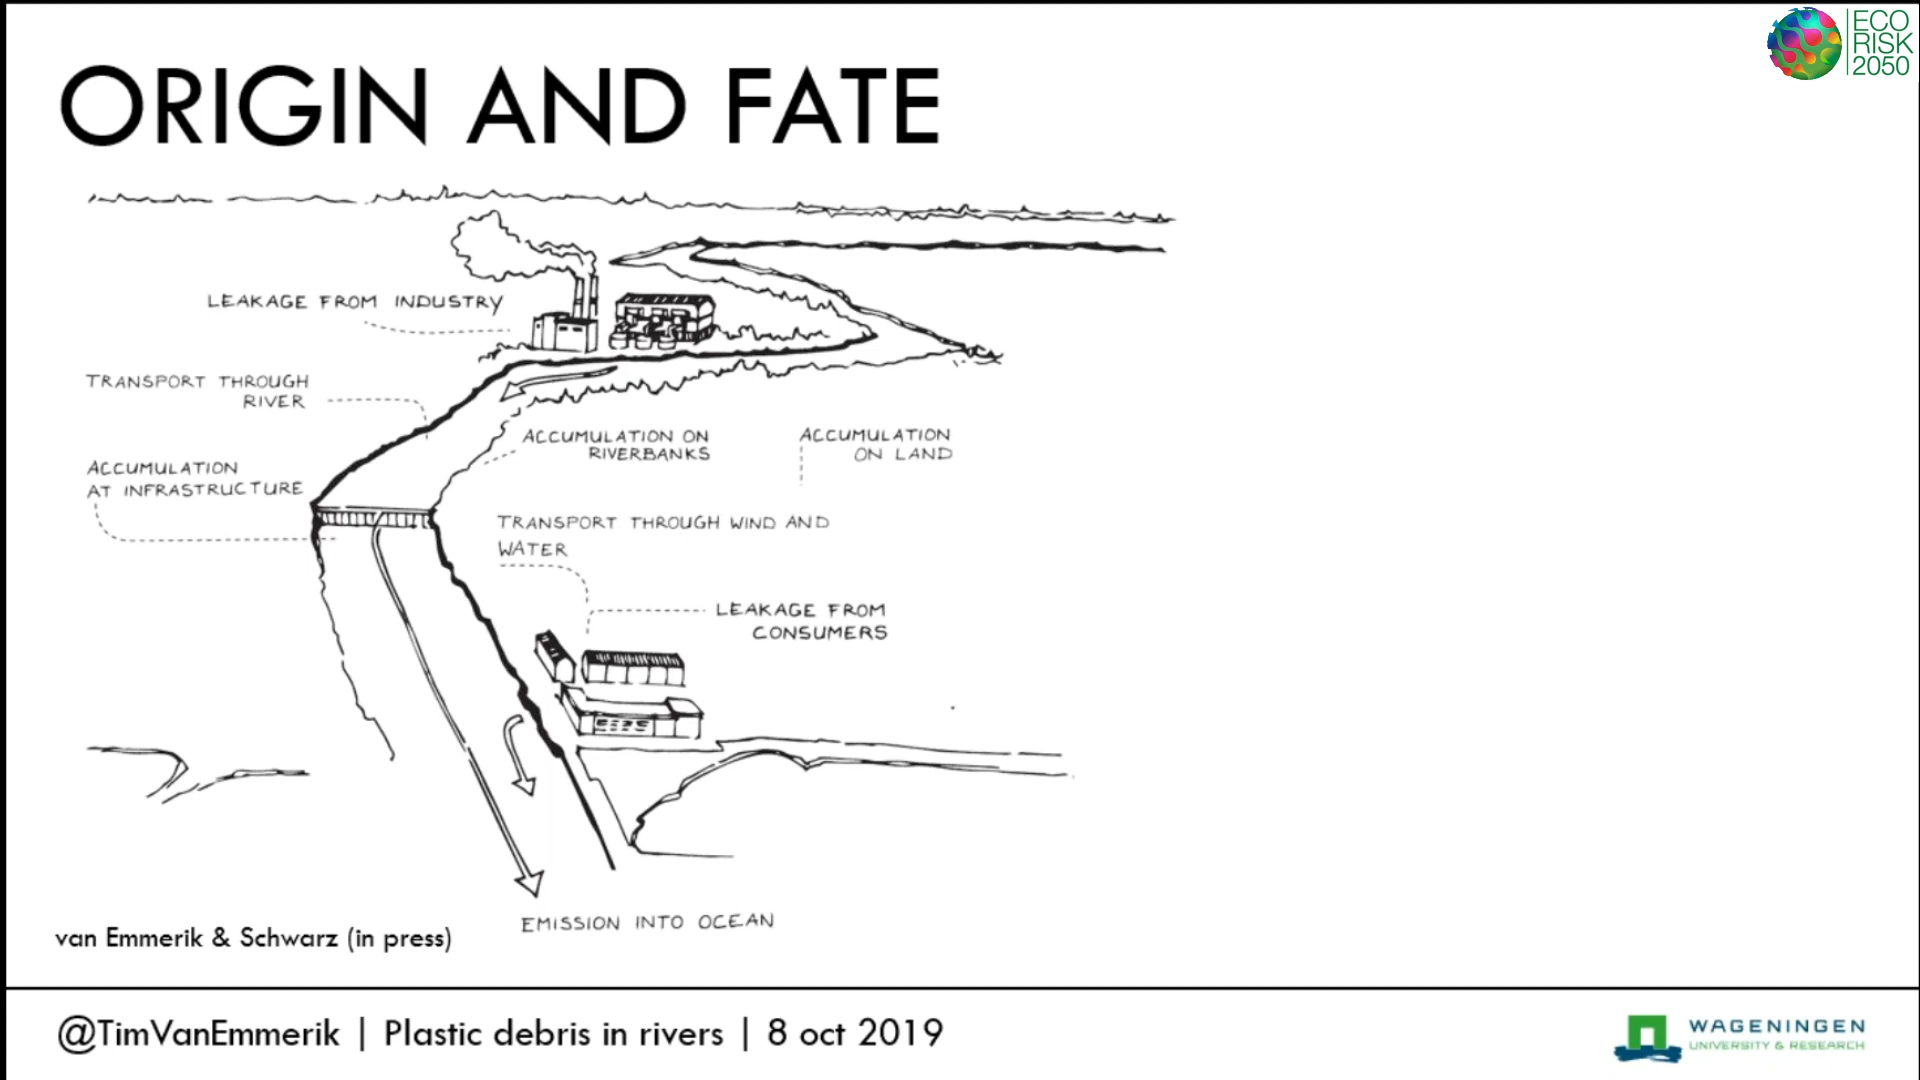 ECO
RISK
2050
ORIGIN AND FATE
LEAKAGE FROM INDUSTRY
TRANSPORT THROUGH
RIVER
ACCUMULATION ON
RIVERBANKS
ACCUMULATION
ON LAND
ACCUMULATION
AT INFRASTRUCTURE
TRANSPORT THROUGH WIND AND
WATER
LEAKAGE FROM
CONSUMERS
EMISSION INTO OCEAN
van Emmerik & Schwarz (in press)
@TimVanEmmerik | Plastic debris in rivers | 8 oct 2019
WAGENINGEN
UNIVERSITY & RESEARCH